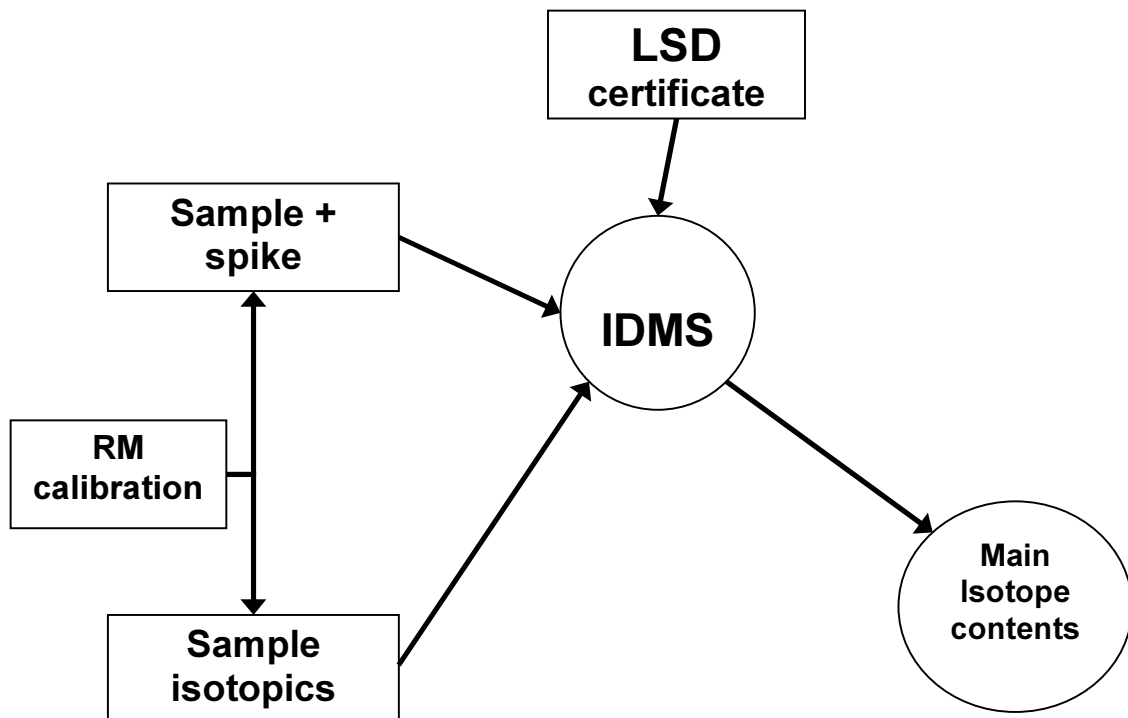 LSD
certificate
Sample +
spike
IDMS
RM
calibration
Main
Isotope
contents
Sample
isotopics